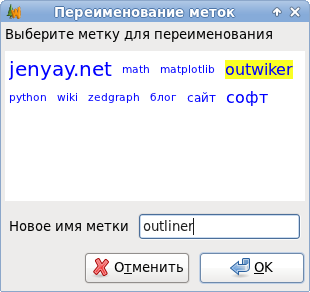 Переименование меток
Выберите метку для переименования
jenyay.net math matplotlib outwiker
python wiki zedgraph блог сайт софт
Новое имя метки outliner
Отменить OK